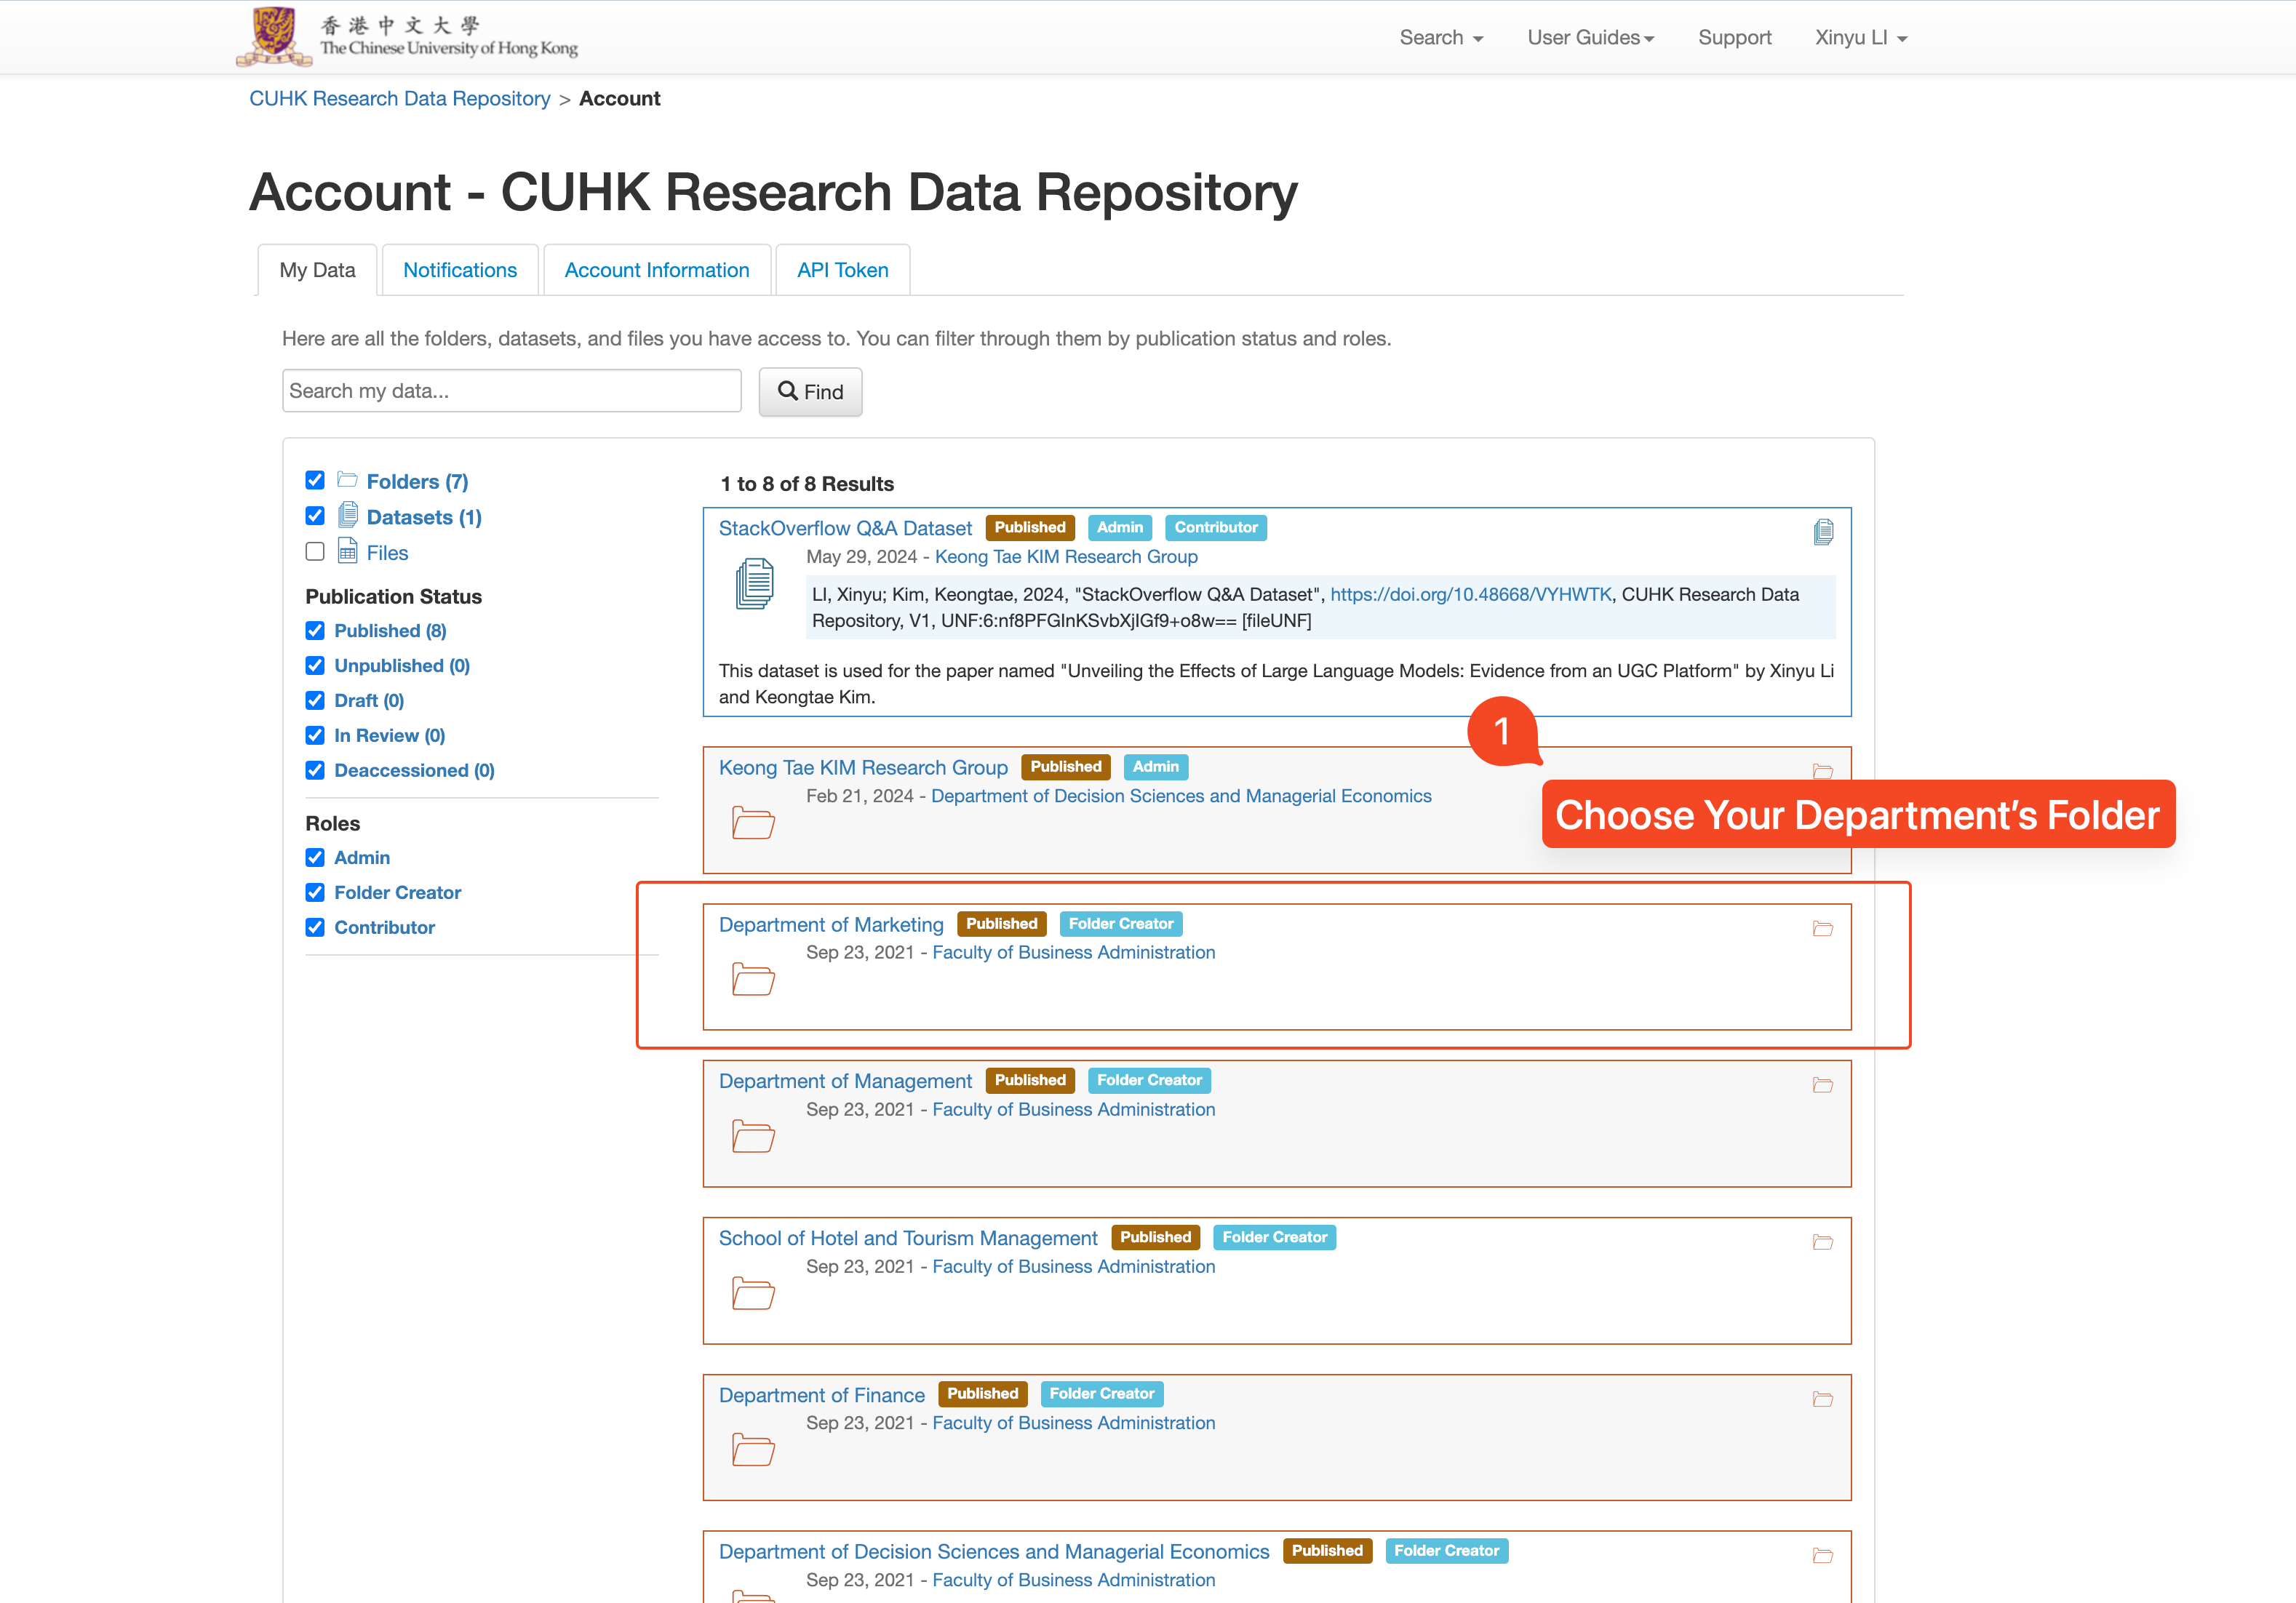 香港中文大學
The Chinese University of Hong Kong
Search
User Guides
Support
Xinyu LI
CUHK Research Data Repository > Account
Account - CUHK Research Data Repository
My Data
Notifications
Account Information
API Token
Here are all the folders, datasets, and files you have access to. You can filter through them by publication status and roles.
Search my data...
Find
Folders (7)
Datasets (1)
Files
Publication Status
Published (8)
Unpublished (0)
Draft (0)
In Review (0)
Deaccessioned (0)
Roles
Admin
Folder Creator
Contributor
1 to 8 of 8 Results
StackOverflow Q&A Dataset Published Admin Contributor
May 29, 2024 - Keong Tae KIM Research Group
LI, Xinyu; Kim, Keongtae, 2024, "StackOverflow Q&A Dataset", https://doi.org/10.48668/VYHWTK, CUHK Research Data
Repository, V1, UNF:6:nf8PFGlnKSvbXjIGf9+o8w== [fileUNF]
This dataset is used for the paper named "Unveiling the Effects of Large Language Models: Evidence from an UGC Platform" by Xinyu Li
and Keongtae Kim.
1
Choose Your Department's Folder
Keong Tae KIM Research Group Published Admin
Feb 21, 2024 - Department of Decision Sciences and Managerial Economics
Department of Marketing Published Folder Creator
Sep 23, 2021 - Faculty of Business Administration
Department of Management Published Folder Creator
Sep 23, 2021 - Faculty of Business Administration
School of Hotel and Tourism Management Published Folder Creator
Sep 23, 2021 - Faculty of Business Administration
Department of Finance Published Folder Creator
Sep 23, 2021 - Faculty of Business Administration
Department of Decision Sciences and Managerial Economics Published Folder Creator
Sep 23, 2021 - Faculty of Business Administration